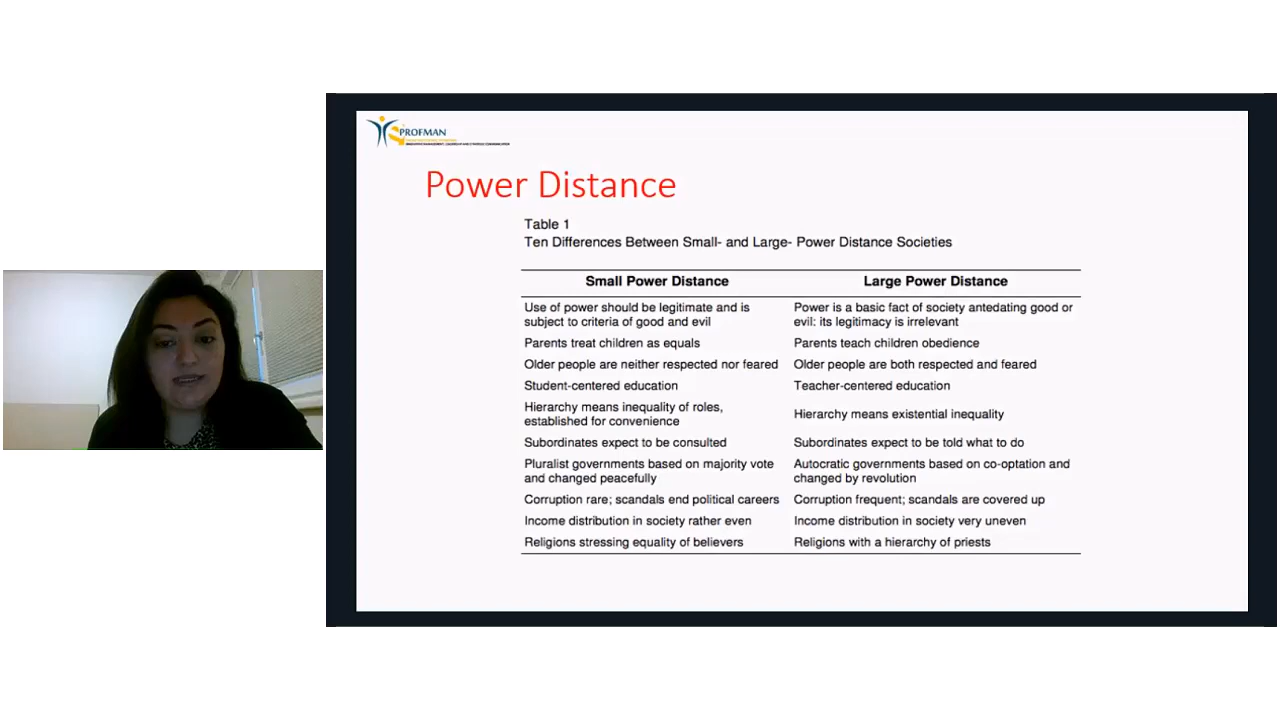 PROFMAN
Power Distance
Table 1
Ten Differences Between Small- and Large- Power Distance Societies
Small Power Distance
Large Power Distance
Use of power should be legitimate and is
subject to criteria of good and evil
Power is a basic fact of society antedating good or
evil: its legitimacy is irrelevant
Parents treat children as equals
Parents teach children obedience
Older people are neither respected nor feared
Older people are both respected and feared
Student-centered education
Teacher-centered education
Hierarchy means inequality of roles,
established for convenience
Hierarchy means existential inequality
Subordinates expect to be consulted
Subordinates expect to be told what to do
Pluralist governments based on majority vote
and changed peacefully
Autocratic governments based on co-optation and
changed by revolution
Corruption rare; scandals end political careers
Corruption frequent; scandals are covered up
Income distribution in society rather even
Income distribution in society very uneven
Religions stressing equality of believers
Religions with a hierarchy of priests